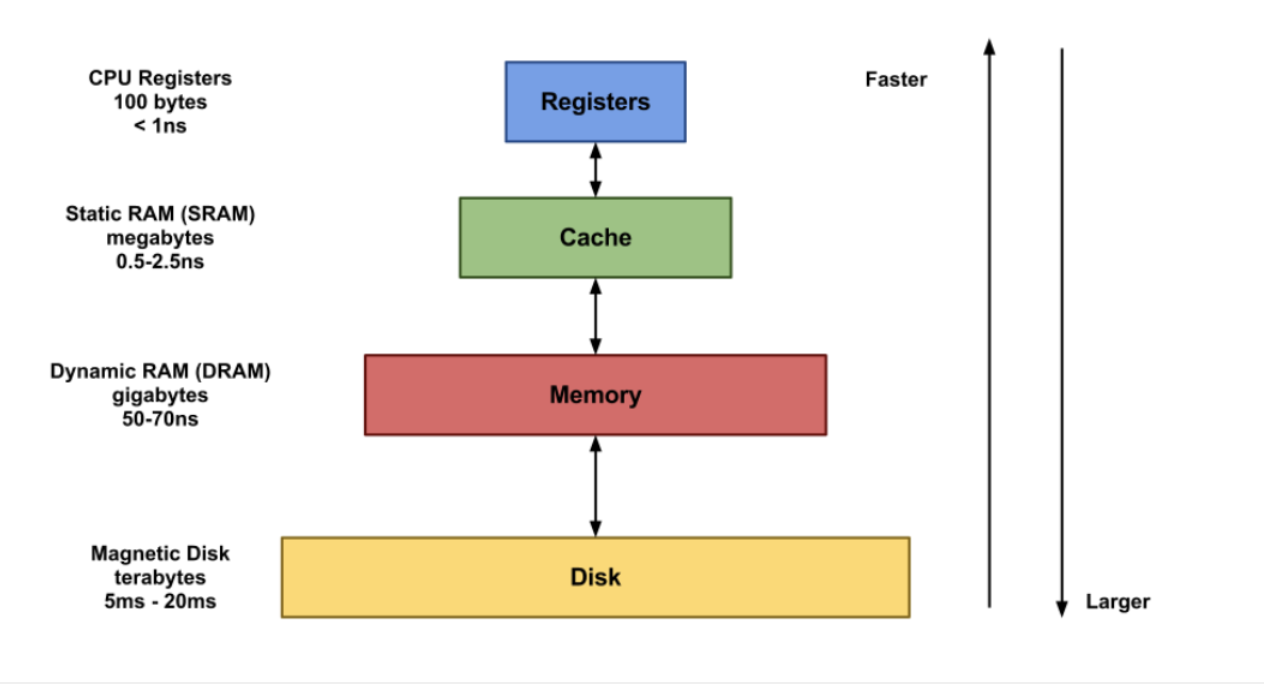 CPU Registers
100 bytes
< 1ns
Registers
Faster
Static RAM (SRAM)
megabytes
0.5-2.5ns
Cache
Dynamic RAM (DRAM)
gigabytes
50-70ns
Memory
Magnetic Disk
terabytes
5ms - 20ms
Disk
Larger